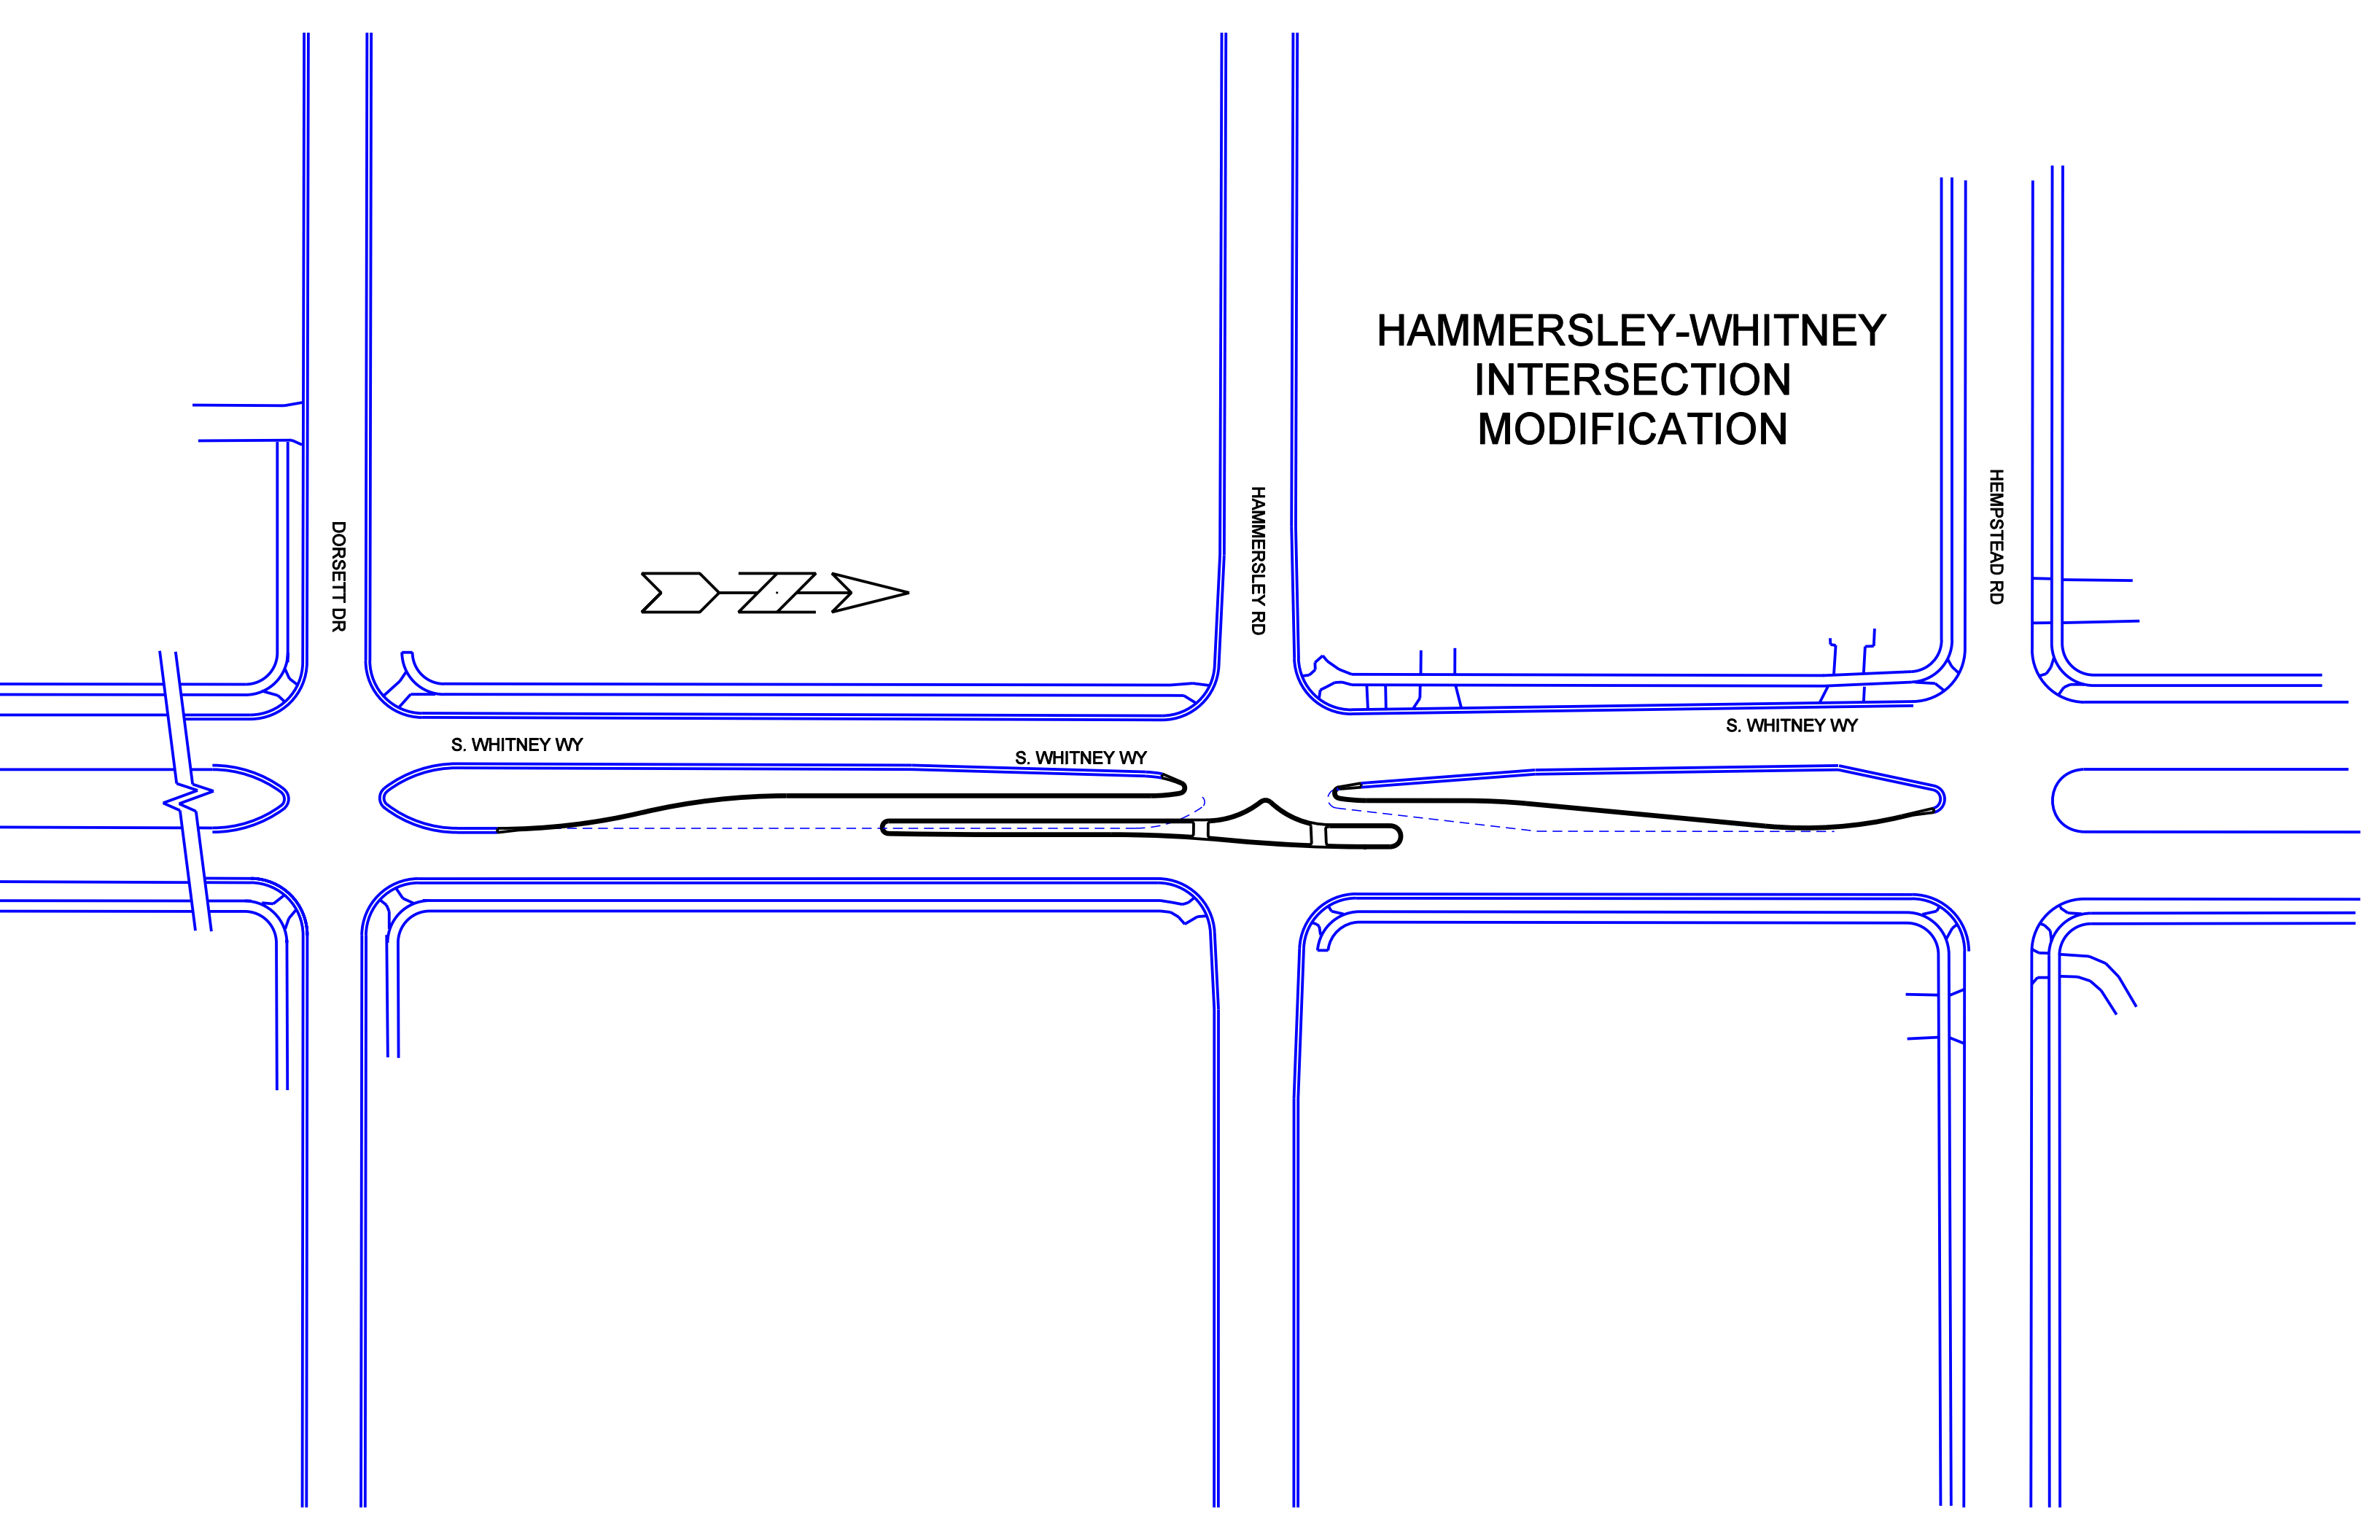 HAMMERSLEY-WHITNEY
INTERSECTION
MODIFICATION
DORSETT DR
HAMMERSLEY RD
HEMPSTEAD RD
N
S. WHITNEY WY
S. WHITNEY WY
S. WHITNEY WY